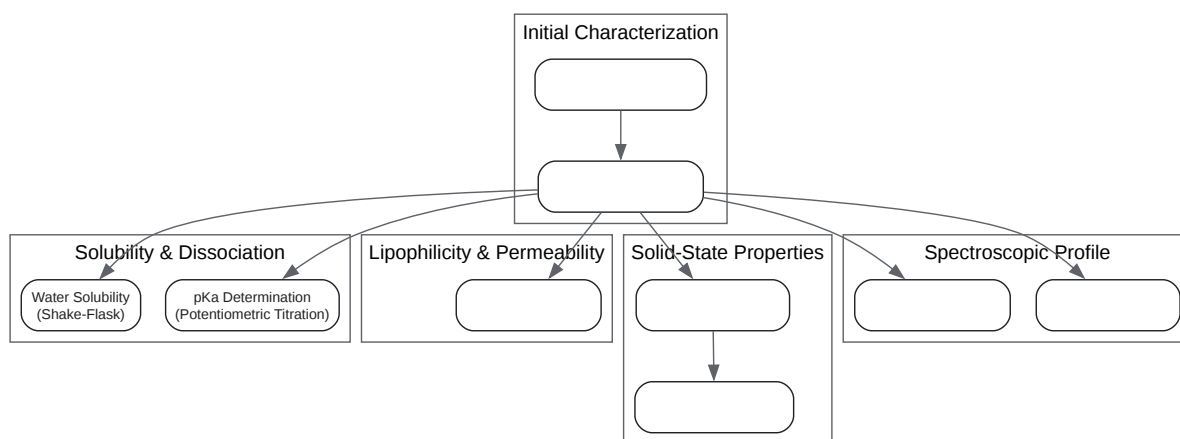 Initial Characterization
Solubility & Dissociation
Lipophilicity & Permeability
Solid-State Properties
Spectroscopic Profile
Water Solubility
(Shake-Flask)
pKa Determination
(Potentiometric Titration)